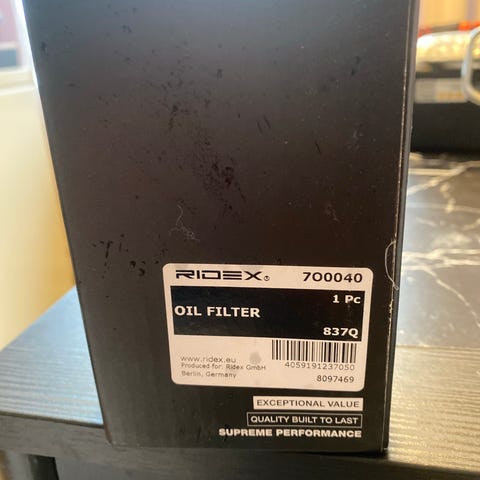 RIDEX® 7O0040
1 Pc
OIL FILTER
837Q
www.ridex.eu
Produced for: Ridex GmbH
Berlin, Germany
4059191237050
8097469
EXCEPTIONAL VALUE
QUALITY BUILT TO LAST
SUPREME PERFORMANCE